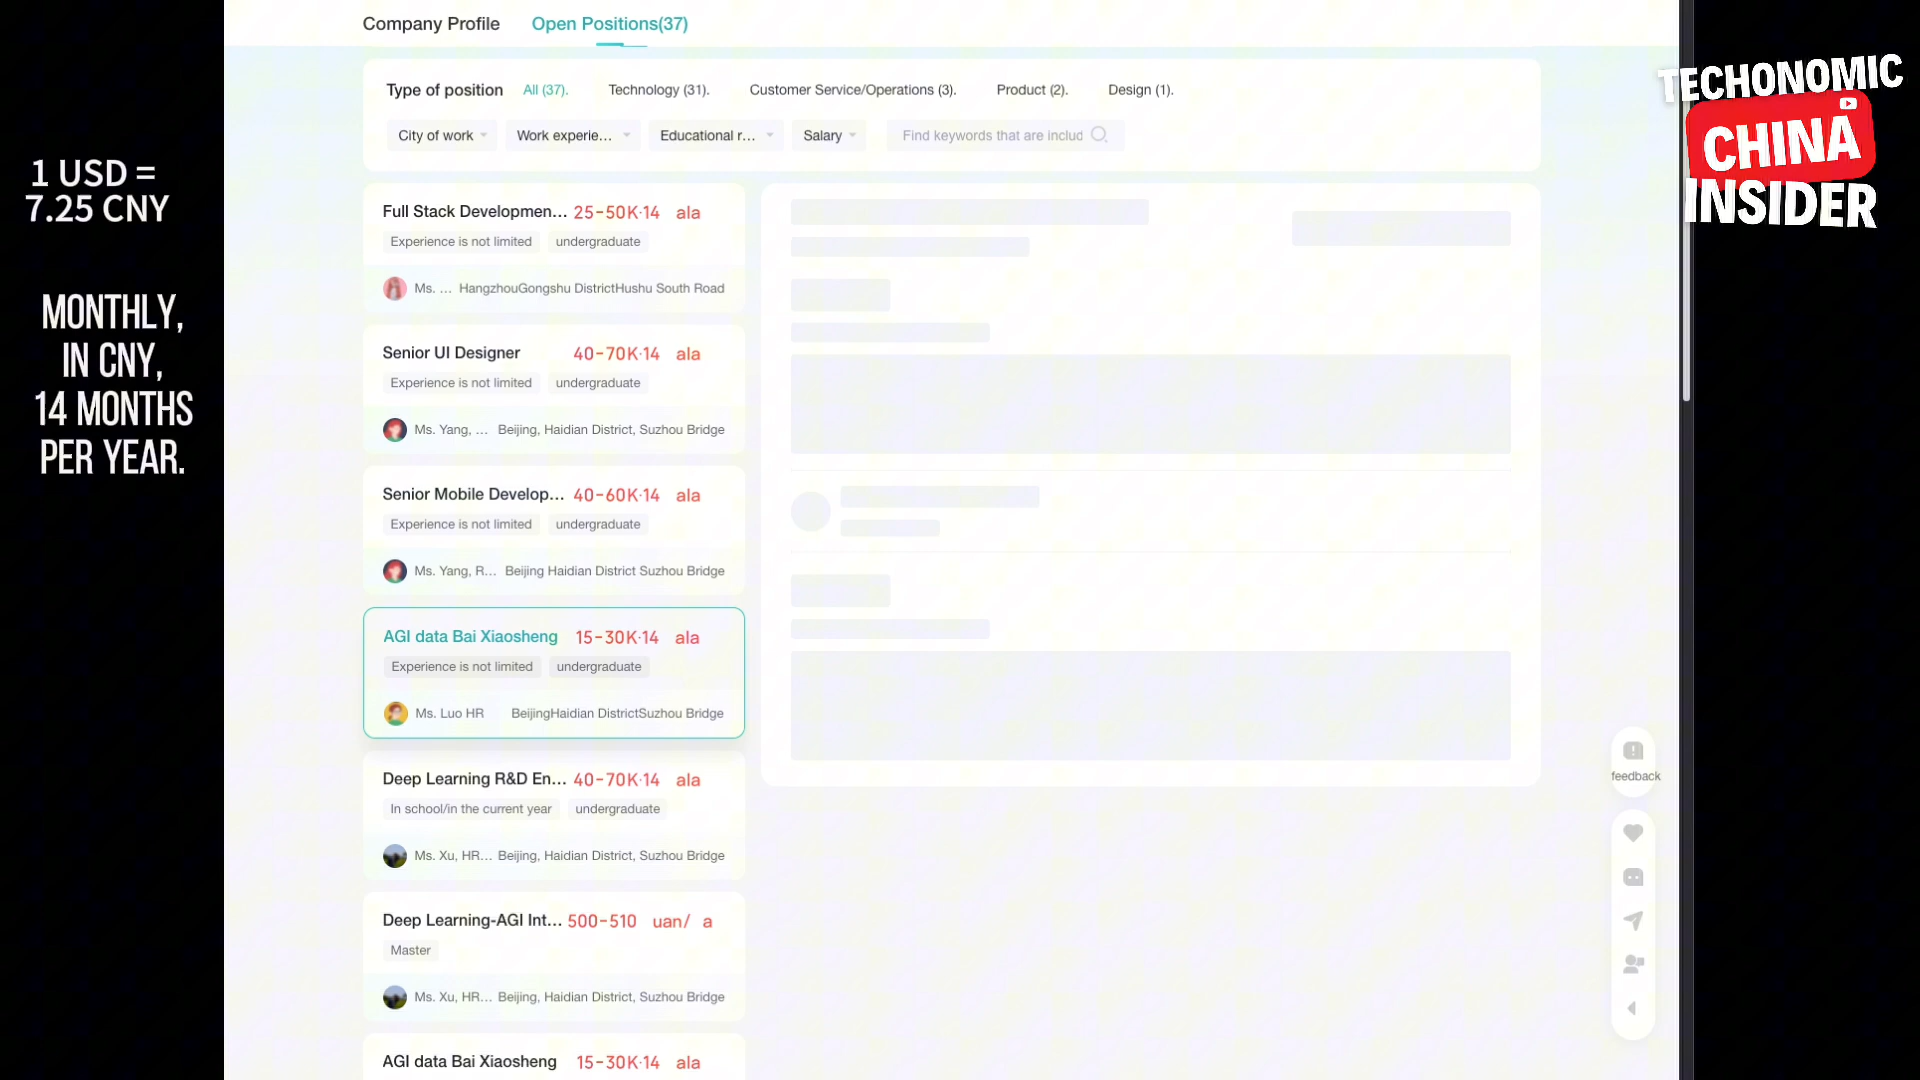 Company Profile
Open Positions(37)
Type of position
All (37).
Technology (31).
Customer Service/Operations (3).
Product (2).
Design (1).
City of work
Work experie...
Educational r...
Salary
Find keywords that are includ
1 USD =
7.25 CNY
MONTHLY,
IN CNY,
14 MONTHS
PER YEAR.
TECHONOMIC
CHINA
INSIDER
Full Stack Developmen... 25-50K·14 ala
Experience is not limited undergraduate
Ms. ... HangzhouGongshu DistrictHushu South Road
Senior UI Designer 40-70K·14 ala
Experience is not limited undergraduate
Ms. Yang, ... Beijing, Haidian District, Suzhou Bridge
Senior Mobile Develop... 40-60K·14 ala
Experience is not limited undergraduate
Ms. Yang, R... Beijing Haidian District Suzhou Bridge
AGI data Bai Xiaosheng 15-30K·14 ala
Experience is not limited undergraduate
Ms. Luo HR BeijingHaidian DistrictSuzhou Bridge
Deep Learning R&D En... 40-70K·14 ala
In school/in the current year undergraduate
Ms. Xu, HR... Beijing, Haidian District, Suzhou Bridge
Deep Learning-AGI Int... 500-510 uan/ a
Master
Ms. Xu, HR... Beijing, Haidian District, Suzhou Bridge
AGI data Bai Xiaosheng 15-30K·14 ala
feedback